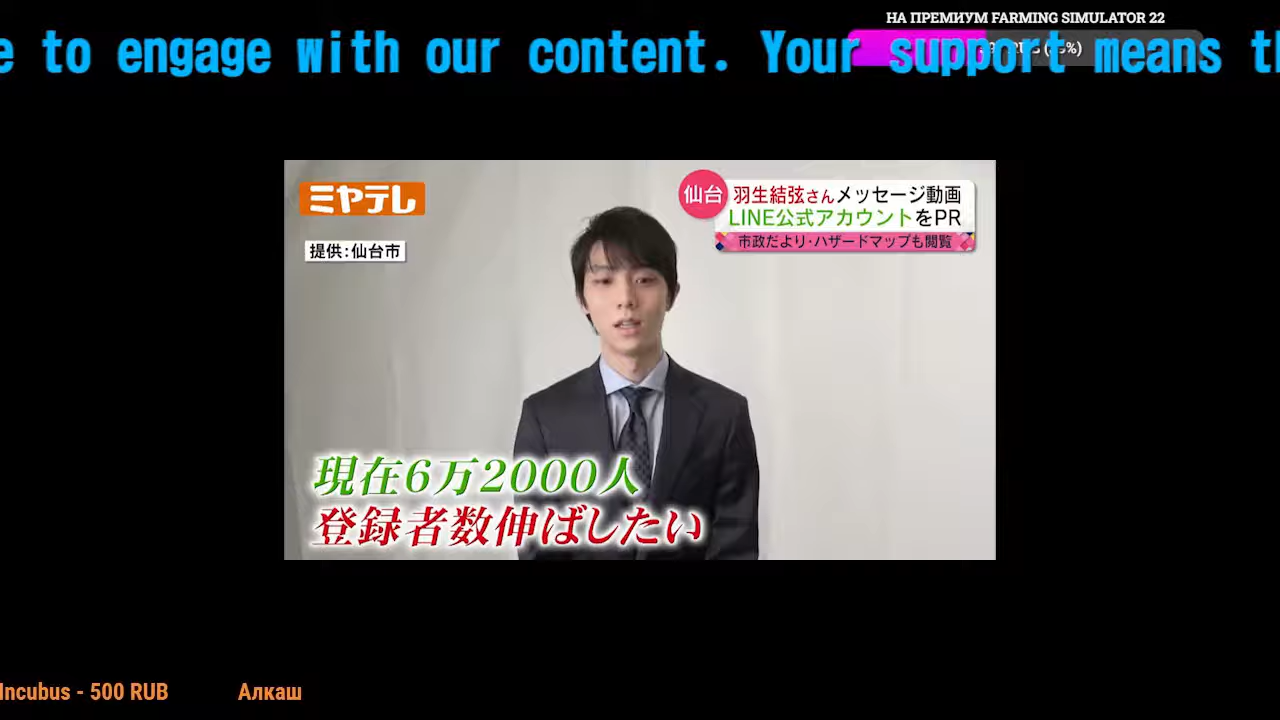 НА ПРЕМИУМ FARMING SIMULATOR 22
e to engage with our content. Your support means th
ミヤテレ
提供：仙台市
仙台
羽生結弦さんメッセージ動画
LINE公式アカウントをPR
市政だより・ハザードマップも閲覧
現在6万2000人
登録者数伸ばしたい
Incubus - 500 RUB
Алкаш